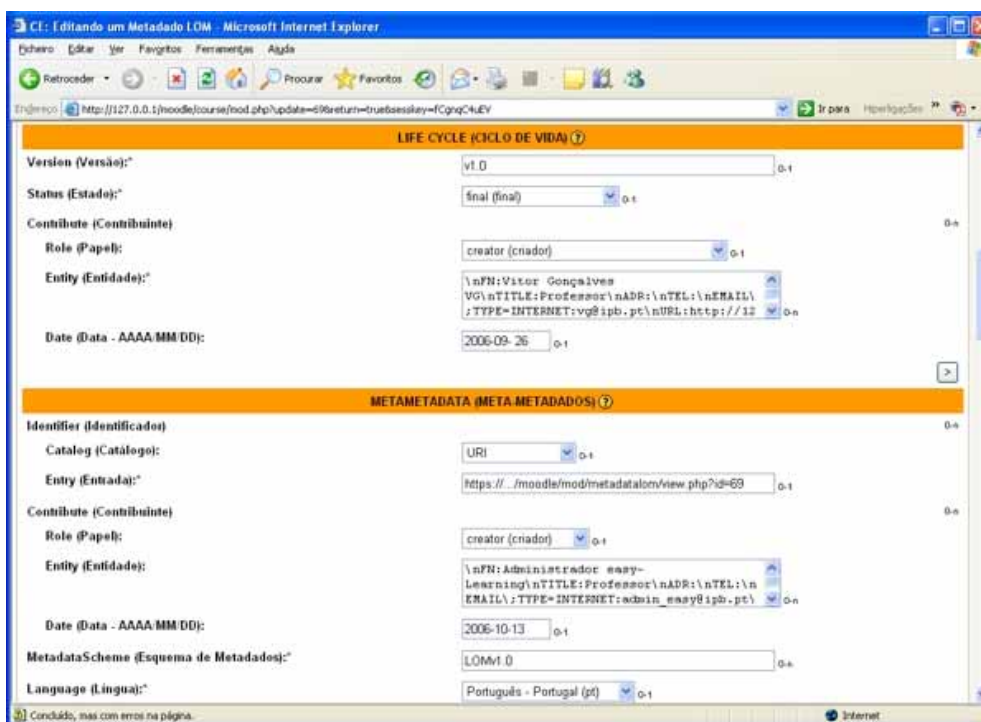 CE: Editando um Metadado LOM - Microsoft Internet Explorer
Ficheiro Editar Ver Favoritos Ferramentas Ajuda
Retroceder Procurar Favoritos
Endereço http://127.0.0.1/moodle/course/mod.php?update=69&return=true&sesskey=fCgnqC4uEV Ir para Hiperligações »
LIFE CYCLE (CICLO DE VIDA) ?
Version (Versão):* v1.0 0-1
Status (Estado):* final (final) 0-1
Contribute (Contribuinte) 0-n
Role (Papel): creator (criador) 0-1
Entity (Entidade):* \nFN:Vitor Gonçalves
VG\nTITLE:Professor\nADR:\nTEL:\nEMAIL\
;TYPE=INTERNET:vg@ipb.pt\nURL:http://12 0-n
Date (Data - AAAA/MM/DD): 2006-09- 26 0-1
>
METAMETADATA (META-METADADOS) ?
Identifier (Identificador) 0-n
Catalog (Catálogo): URI 0-1
Entry (Entrada):* https://.../moodle/mod/metadatalom/view.php?id=69 0-1
Contribute (Contribuinte) 0-n
Role (Papel): creator (criador) 0-1
Entity (Entidade): \nFN:Administrador easy-
Learning\nTITLE:Professor\nADR:\nTEL:\n
EMAIL\;TYPE=INTERNET:admin_easy@ipb.pt\ 0-n
Date (Data - AAAA/MM/DD): 2006-10-13 0-1
MetadataScheme (Esquema de Metadados):* LOMv1.0 0-n
Language (Língua):* Português - Portugal (pt) 0-1
Concluído, mas com erros na página. Internet